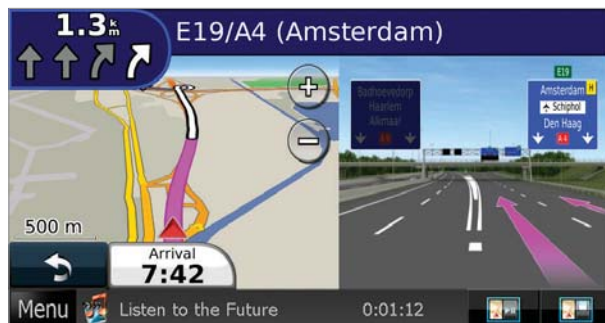 1.3 km
E19/A4 (Amsterdam)
E19
Badhoevedorp
Haarlem
Alkmaar
Amsterdam H
Schiphol
Den Haag
A4
500 m
Arrival
7:42
Menu
Listen to the Future
0:01:12